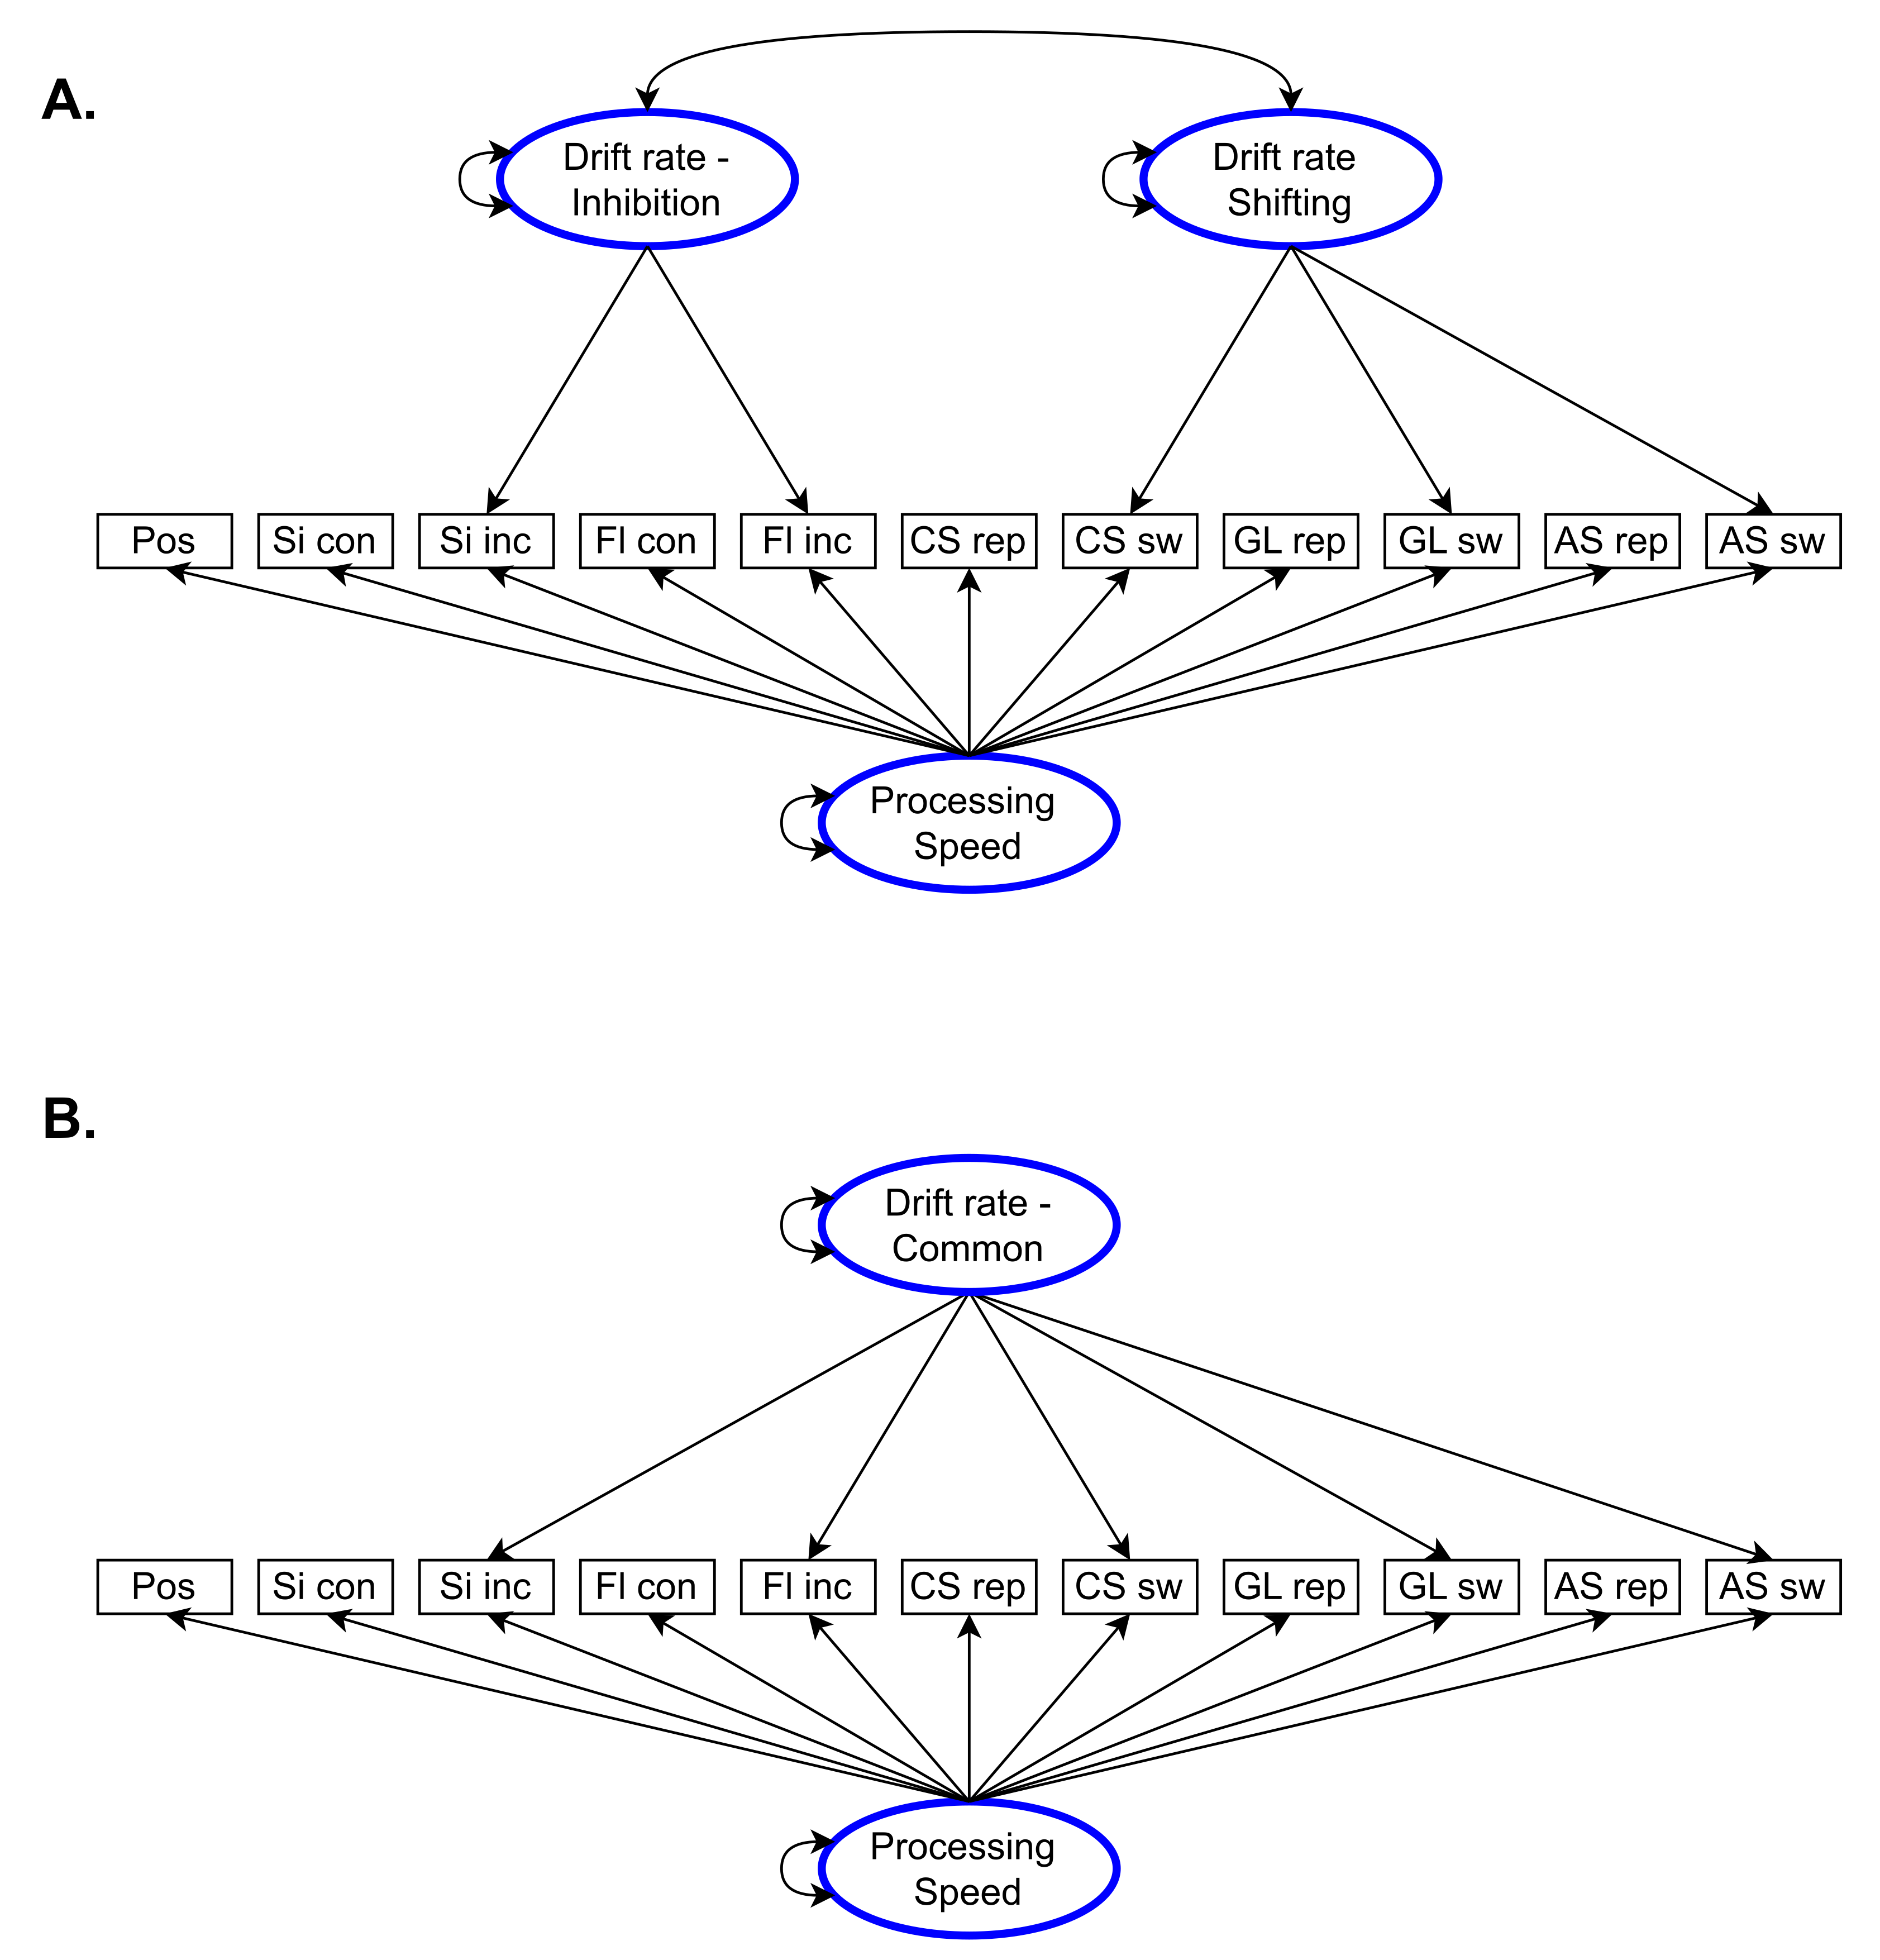 A.
Drift rate -
Inhibition
Drift rate
Shifting
Pos
Si con
Si inc
Fl con
Fl inc
CS rep
CS sw
GL rep
GL sw
AS rep
AS sw
Processing
Speed
B.
Drift rate -
Common
Pos
Si con
Si inc
Fl con
Fl inc
CS rep
CS sw
GL rep
GL sw
AS rep
AS sw
Processing
Speed